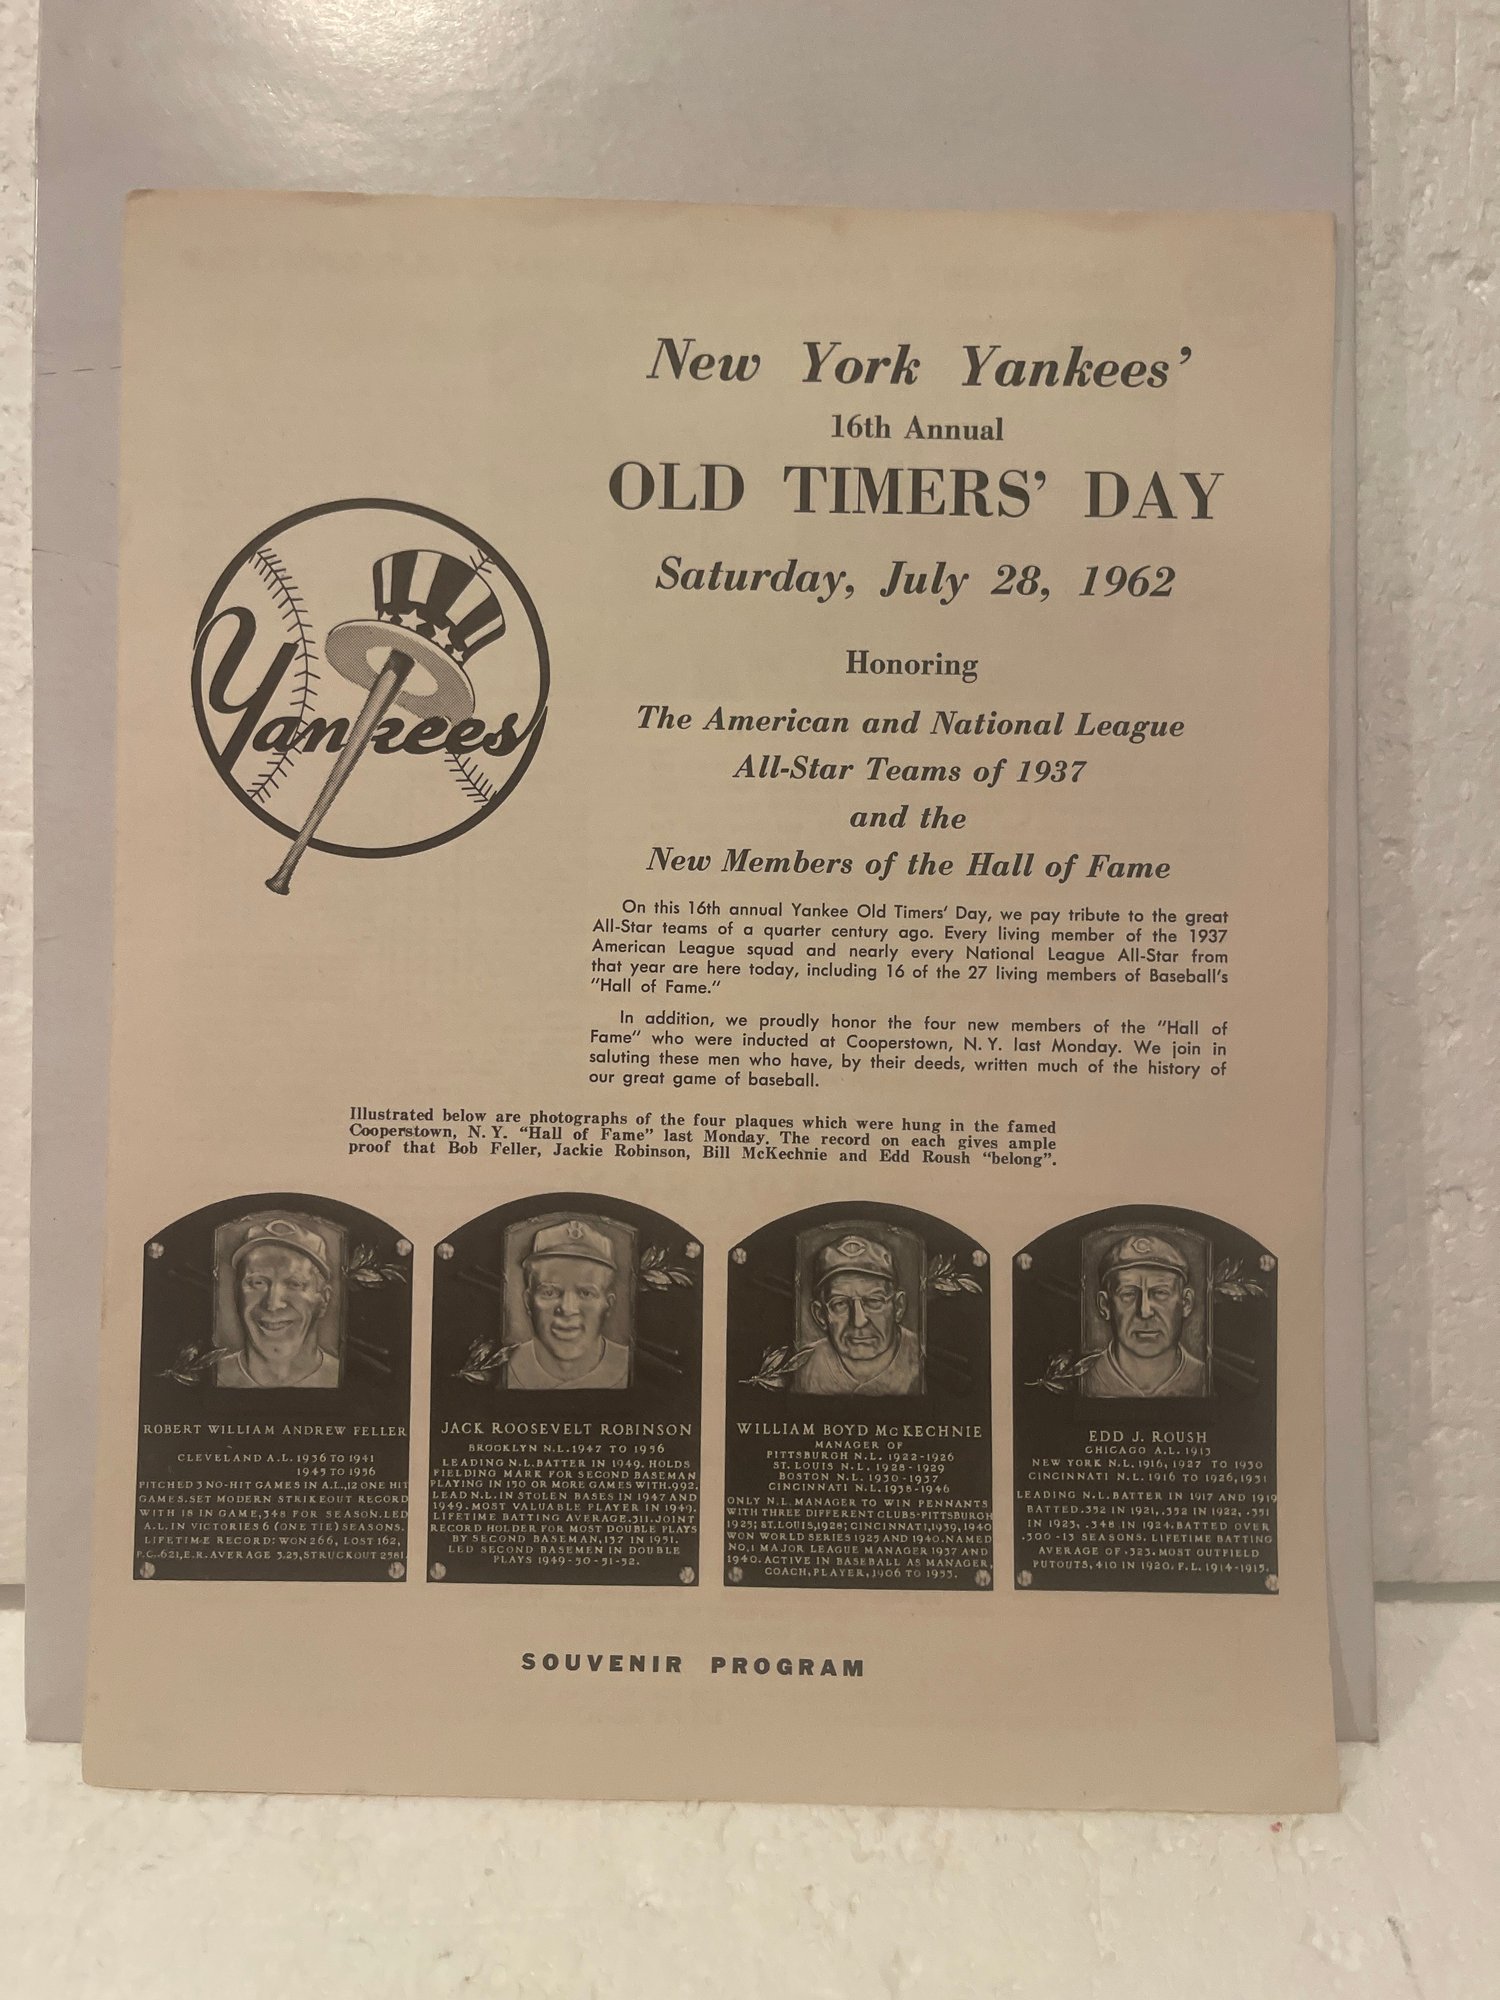 New York Yankees'
16th Annual
OLD TIMERS' DAY
Saturday, July 28, 1962
Yankees
Honoring
The American and National League
All-Star Teams of 1937
and the
New Members of the Hall of Fame
On this 16th annual Yankee Old Timers' Day, we pay tribute to the great
All-Star teams of a quarter century ago. Every living member of the 1937
American League squad and nearly every National League All-Star from
that year are here today, including 16 of the 27 living members of Baseball's
"Hall of Fame."
In addition, we proudly honor the four new members of the "Hall of
Fame" who were inducted at Cooperstown, N. Y. last Monday. We join in
saluting these men who have, by their deeds, written much of the history of
our great game of baseball.
Illustrated below are photographs of the four plaques which were hung in the famed
Cooperstown, N. Y. "Hall of Fame" last Monday. The record on each gives ample
proof that Bob Feller, Jackie Robinson, Bill McKechnie and Edd Roush "belong".
ROBERT WILLIAM ANDREW FELLER
CLEVELAND A.L. 1936 TO 1941
1945 TO 1956
PITCHED 3 NO-HIT GAMES IN A.L., 12 ONE HIT
GAMES. SET MODERN STRIKEOUT RECORD
WITH 18 IN GAME, 348 FOR SEASON. LED
A.L. IN VICTORIES 6 (ONE TIE) SEASONS.
LIFETIME RECORD: WON 266, LOST 162,
P.C. .621, E.R. AVERAGE 3.25, STRUCK OUT 2581.
JACK ROOSEVELT ROBINSON
BROOKLYN N.L. 1947 TO 1956
LEADING N.L. BATTER IN 1949. HOLDS
FIELDING MARK FOR SECOND BASEMAN
PLAYING IN 150 OR MORE GAMES WITH .992.
LEAD N.L. IN STOLEN BASES IN 1947 AND
1949. MOST VALUABLE PLAYER IN 1949.
LIFETIME BATTING AVERAGE .311. JOINT
RECORD HOLDER FOR MOST DOUBLE PLAYS
BY SECOND BASEMAN, 137 IN 1951.
LED SECOND BASEMEN IN DOUBLE
PLAYS 1949-50-51-52.
WILLIAM BOYD McKECHNIE
MANAGER OF
PITTSBURGH N.L. 1922-1926
ST. LOUIS N.L. 1928-1929
BOSTON N.L. 1930-1937
CINCINNATI N.L. 1938-1946
ONLY N.L. MANAGER TO WIN PENNANTS
WITH THREE DIFFERENT CLUBS-PITTSBURGH
1925; ST. LOUIS, 1928; CINCINNATI, 1939, 1940
WON WORLD SERIES 1925 AND 1940. NAMED
NO. 1 MAJOR LEAGUE MANAGER 1937 AND
1940. ACTIVE IN BASEBALL AS MANAGER,
COACH, PLAYER, 1906 TO 1953.
EDD J. ROUSH
CHICAGO A.L. 1913
NEW YORK N.L. 1916, 1927 TO 1930
CINCINNATI N.L. 1916 TO 1926, 1931
LEADING N.L. BATTER IN 1917 AND 1919
BATTED .352 IN 1921, .352 IN 1922, .351
IN 1923, .348 IN 1924. BATTED OVER
.300 -13 SEASONS. LIFETIME BATTING
AVERAGE OF .323. MOST OUTFIELD
PUTOUTS, 410 IN 1920. F.L. 1914-1915.
SOUVENIR PROGRAM